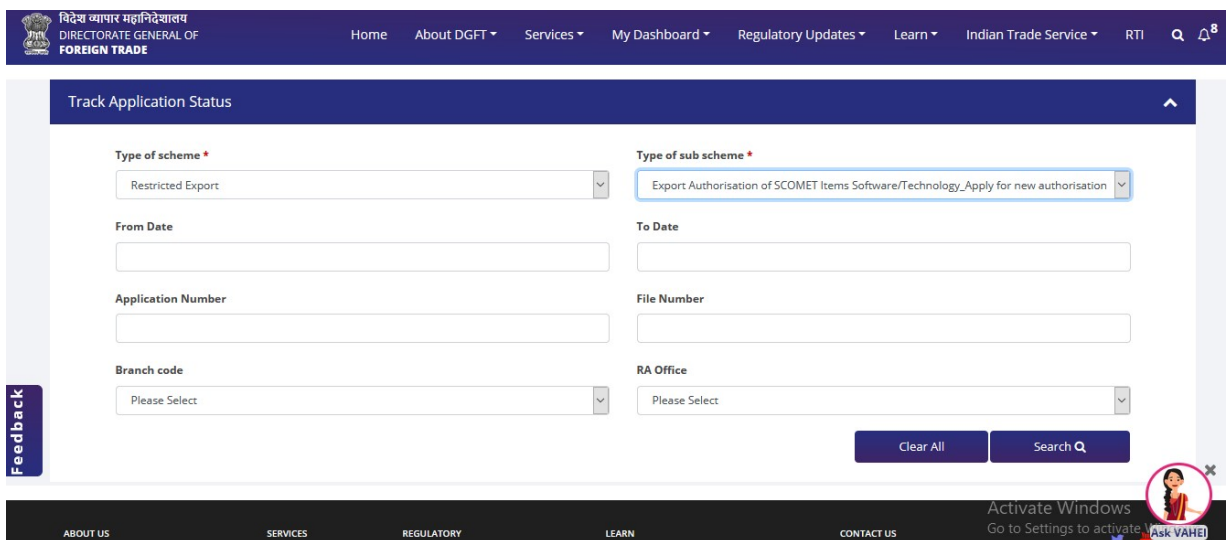 विदेश व्यापार महानिदेशालय
DIRECTORATE GENERAL OF
FOREIGN TRADE
Home About DGFT Services My Dashboard Regulatory Updates Learn Indian Trade Service RTI 8
Track Application Status
Type of scheme * Type of sub scheme *
Restricted Export Export Authorisation of SCOMET Items Software/Technology_Apply for new authorisation
From Date To Date
Application Number File Number
Branch code RA Office
Please Select Please Select
Feedback
Clear All Search
Activate Windows
Go to Settings to activate
Ask VAHEI
ABOUT US SERVICES REGULATORY LEARN CONTACT US